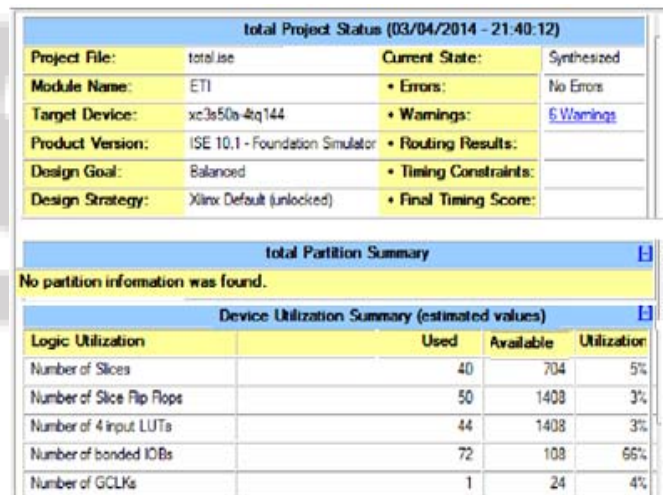 total Project Status (03/04/2014 - 21:40:12)
Project File: total.ise Current State: Synthesized
Module Name: ETI • Errors: No Errors
Target Device: xc3s50a-4tq144 • Warnings: 6 Warnings
Product Version: ISE 10.1 - Foundation Simulator • Routing Results:
Design Goal: Balanced • Timing Constraints:
Design Strategy: Xilinx Default (unlocked) • Final Timing Score:
total Partition Summary [-]
No partition information was found.
Device Utilization Summary (estimated values) [-]
Logic Utilization Used Available Utilization
Number of Slices 40 704 5%
Number of Slice Flip Flops 50 1408 3%
Number of 4 input LUTs 44 1408 3%
Number of bonded IOBs 72 108 66%
Number of GCLKs 1 24 4%